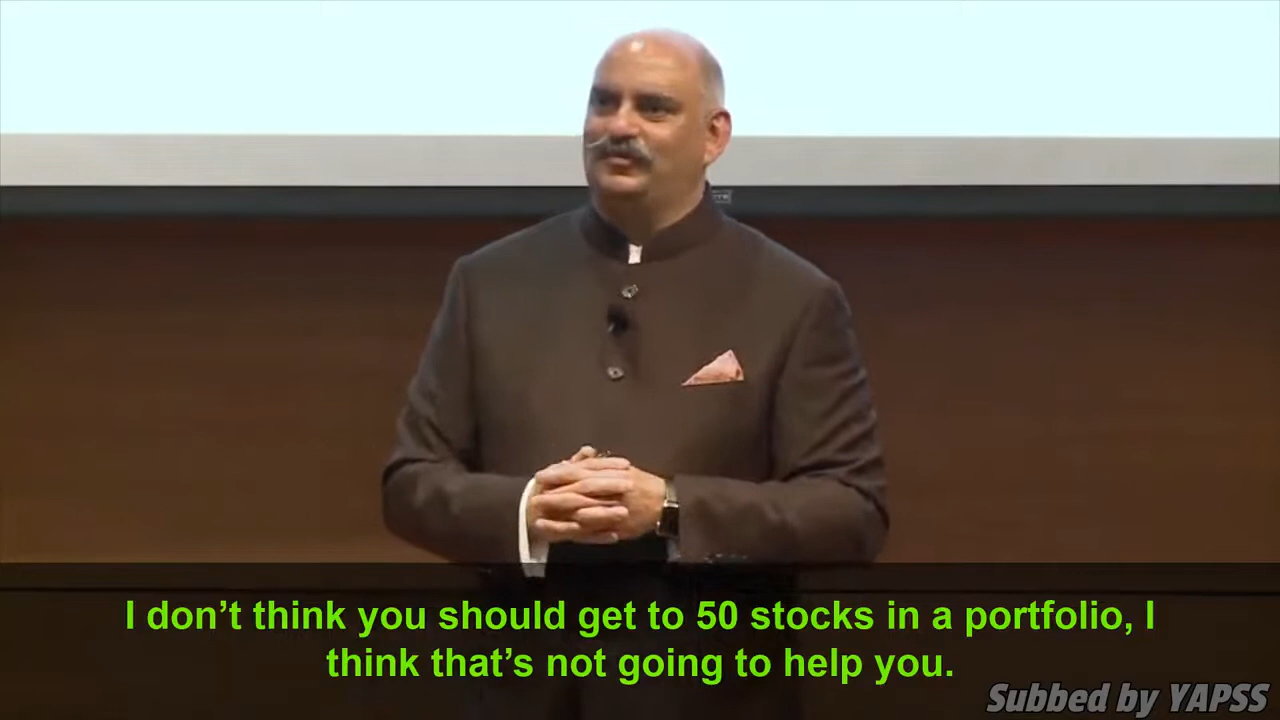 I don’t think you should get to 50 stocks in a portfolio, I
think that’s not going to help you.
Subbed by YAPSS